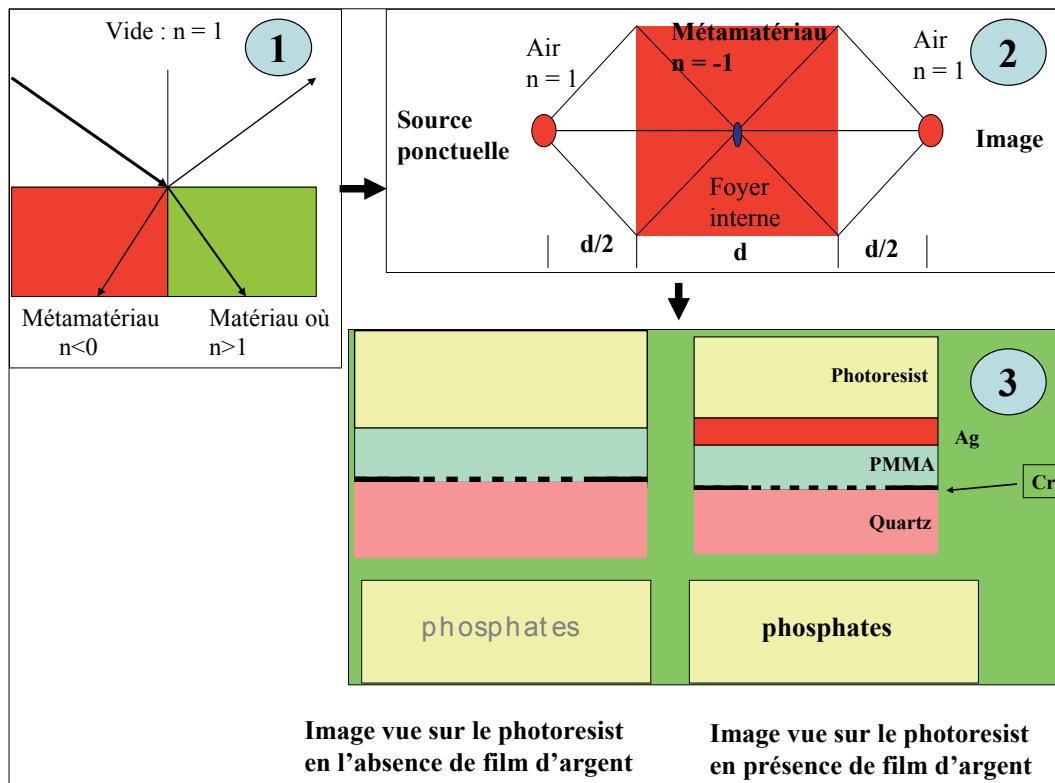 Vide : n = 1
1
Métamatériau
n<0
Matériau où
n>1
2
Air
n = 1
Métamatériau
n = -1
Air
n = 1
Source
ponctuelle
Image
Foyer
interne
d/2
d
d/2
3
Photoresist
Ag
PMMA
Cr
Quartz
phosphates
phosphates
Image vue sur le photoresist
en l’absence de film d’argent
Image vue sur le photoresist
en présence de film d’argent